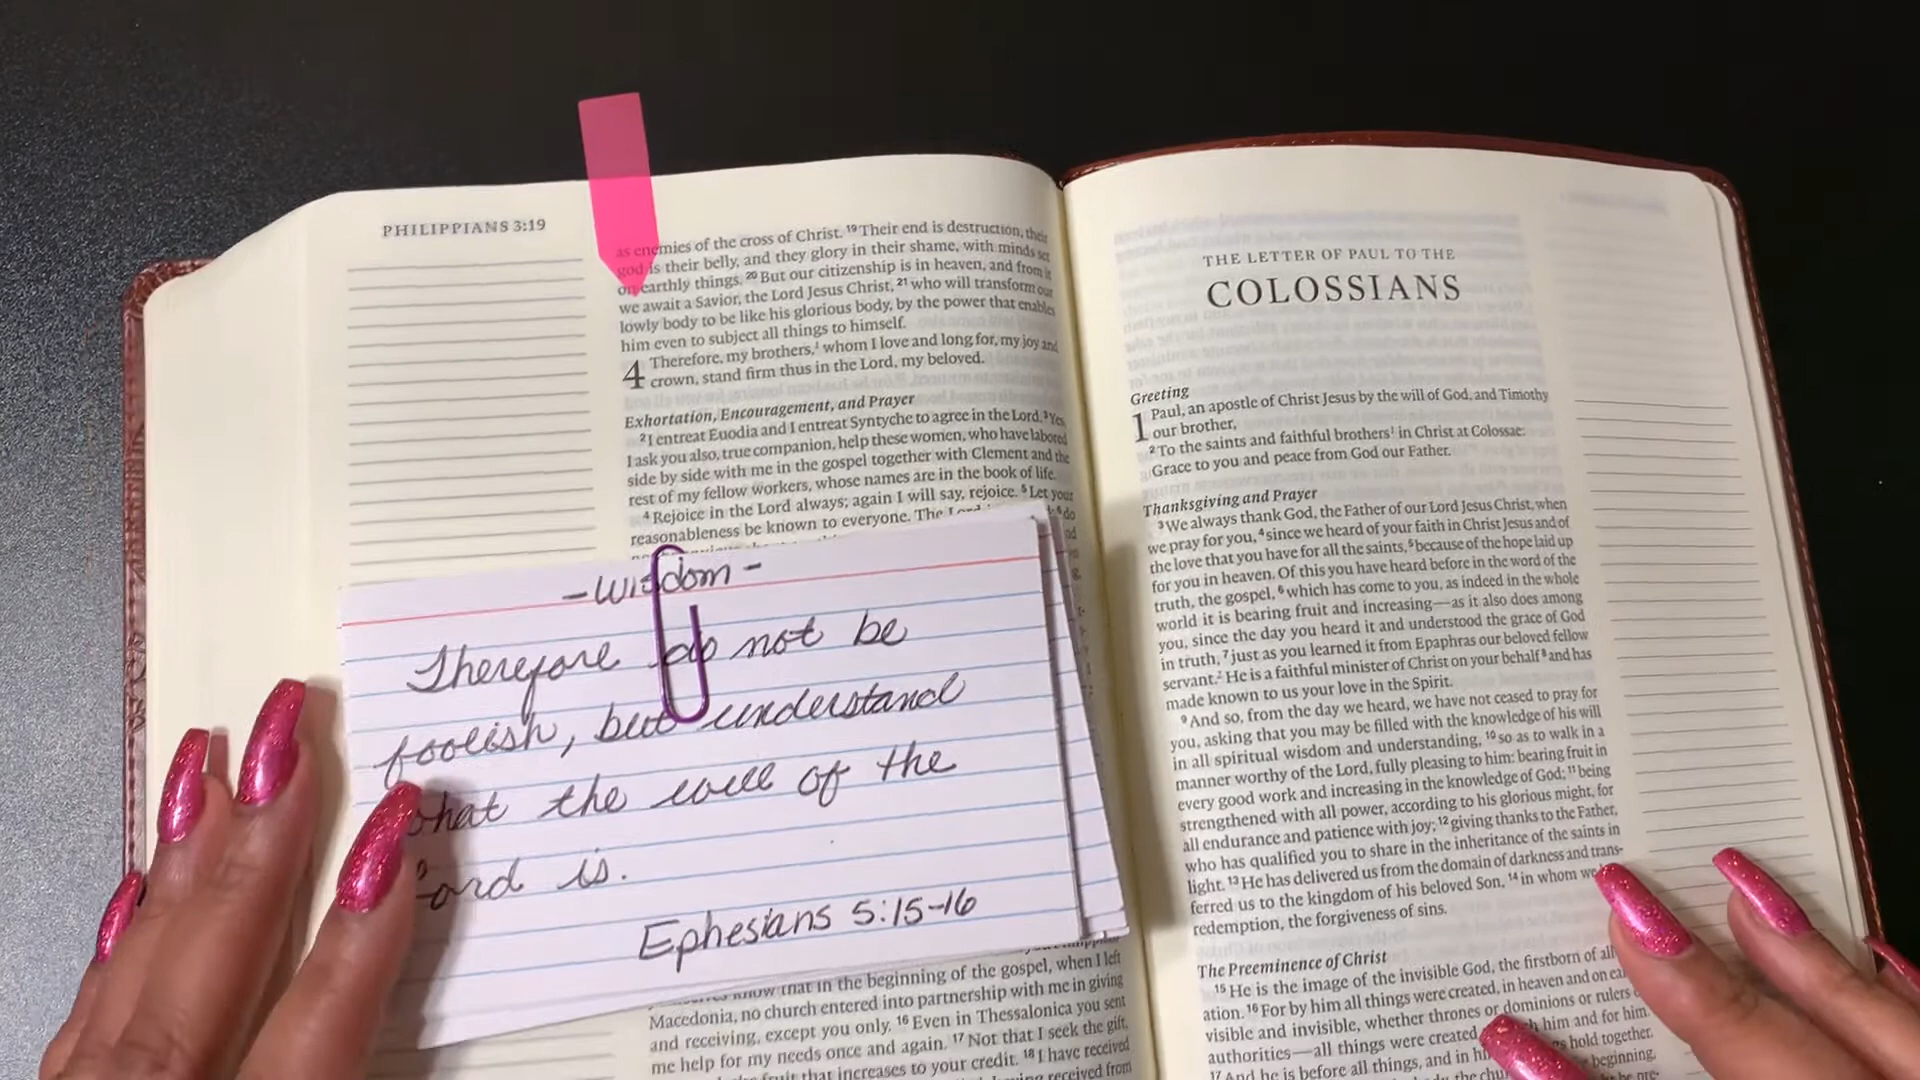 PHILIPPIANS 3:19
as enemies of the cross of Christ. 19 Their end is destruction, their
god is their belly, and they glory in their shame, with minds set
on earthly things. 20 But our citizenship is in heaven, and from it
we await a Savior, the Lord Jesus Christ, 21 who will transform our
lowly body to be like his glorious body, by the power that enables
him even to subject all things to himself.
4 Therefore, my brothers,1 whom I love and long for, my joy and
crown, stand firm thus in the Lord, my beloved.
Exhortation, Encouragement, and Prayer
2 I entreat Euodia and I entreat Syntyche to agree in the Lord. 3 Yes,
I ask you also, true companion, help these women, who have labored
side by side with me in the gospel together with Clement and the
rest of my fellow workers, whose names are in the book of life.
4 Rejoice in the Lord always; again I will say, rejoice. 5 Let your
reasonableness be known to everyone. The Lord
-Wisdom-
Therefore do not be
foolish, but understand
what the will of the
Lord is.
Ephesians 5:15-16
know that in the beginning of the gospel, when I left
Macedonia, no church entered into partnership with me in giving
and receiving, except you only. 16 Even in Thessalonica you sent
me help for my needs once and again. 17 Not that I seek the gift,
fruit that increases to your credit. 18 I have received
having received from
THE LETTER OF PAUL TO THE
COLOSSIANS
Greeting
1 Paul, an apostle of Christ Jesus by the will of God, and Timothy
our brother,
2 To the saints and faithful brothers1 in Christ at Colossae:
Grace to you and peace from God our Father.
Thanksgiving and Prayer
3 We always thank God, the Father of our Lord Jesus Christ, when
we pray for you, 4 since we heard of your faith in Christ Jesus and of
the love that you have for all the saints, 5 because of the hope laid up
for you in heaven. Of this you have heard before in the word of the
truth, the gospel, 6 which has come to you, as indeed in the whole
world it is bearing fruit and increasing—as it also does among
you, since the day you heard it and understood the grace of God
in truth, 7 just as you learned it from Epaphras our beloved fellow
servant.2 He is a faithful minister of Christ on your behalf3 8 and has
made known to us your love in the Spirit.
9 And so, from the day we heard, we have not ceased to pray for
you, asking that you may be filled with the knowledge of his will
in all spiritual wisdom and understanding, 10 so as to walk in a
manner worthy of the Lord, fully pleasing to him: bearing fruit in
every good work and increasing in the knowledge of God; 11 being
strengthened with all power, according to his glorious might, for
all endurance and patience with joy; 12 giving thanks to the Father,
who has qualified you to share in the inheritance of the saints in
light. 13 He has delivered us from the domain of darkness and trans-
ferred us to the kingdom of his beloved Son, 14 in whom we
redemption, the forgiveness of sins.
The Preeminence of Christ
15 He is the image of the invisible God, the firstborn of all
ation. 16 For by him all things were created, in heaven and on
visible and invisible, whether thrones or dominions or rulers
authorities—all things were created him and for him.
17 And he is before all things, and in hold together.
beginning,